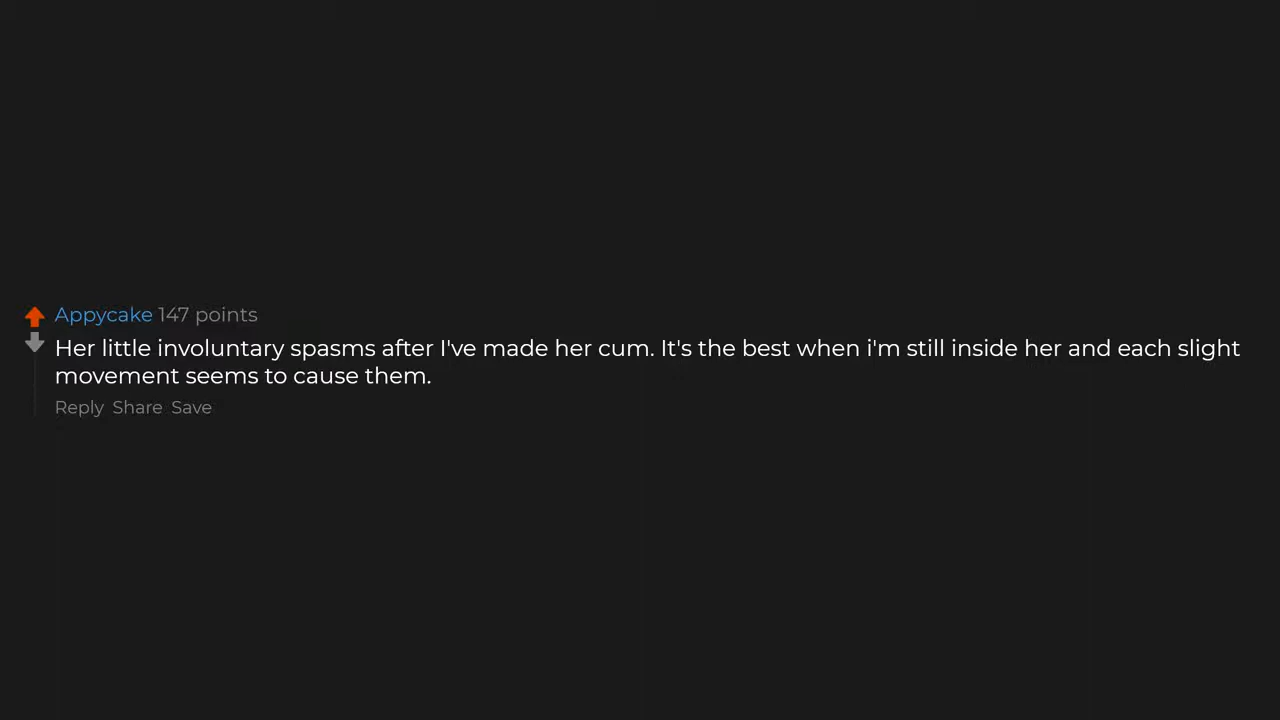 Appycake 147 points
Her little involuntary spasms after I've made her cum. It's the best when i'm still inside her and each slight
movement seems to cause them.
Reply Share Save